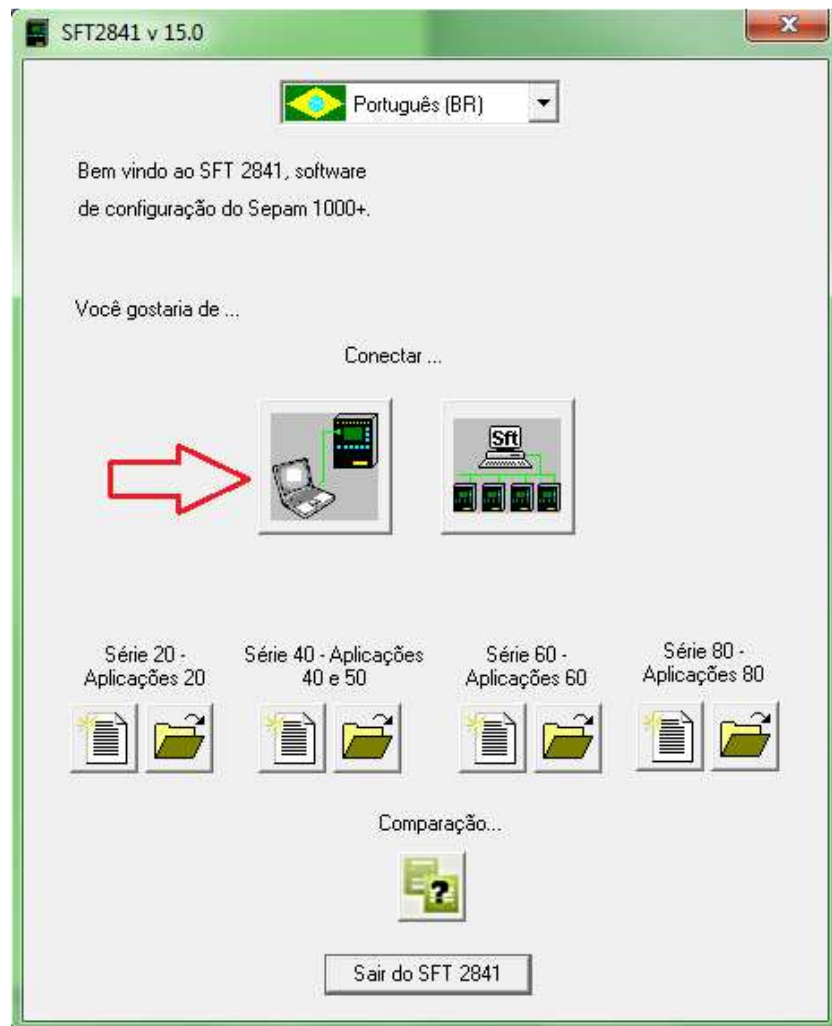 SFT2841 v 15.0
Português (BR)
Bem vindo ao SFT 2841, software
de configuração do Sepam 1000+.
Você gostaria de ...
Conectar ...
Sft
Série 20 -
Aplicações 20
Série 40 - Aplicações
40 e 50
Série 60 -
Aplicações 60
Série 80 -
Aplicações 80
Comparação...
?
Sair do SFT 2841